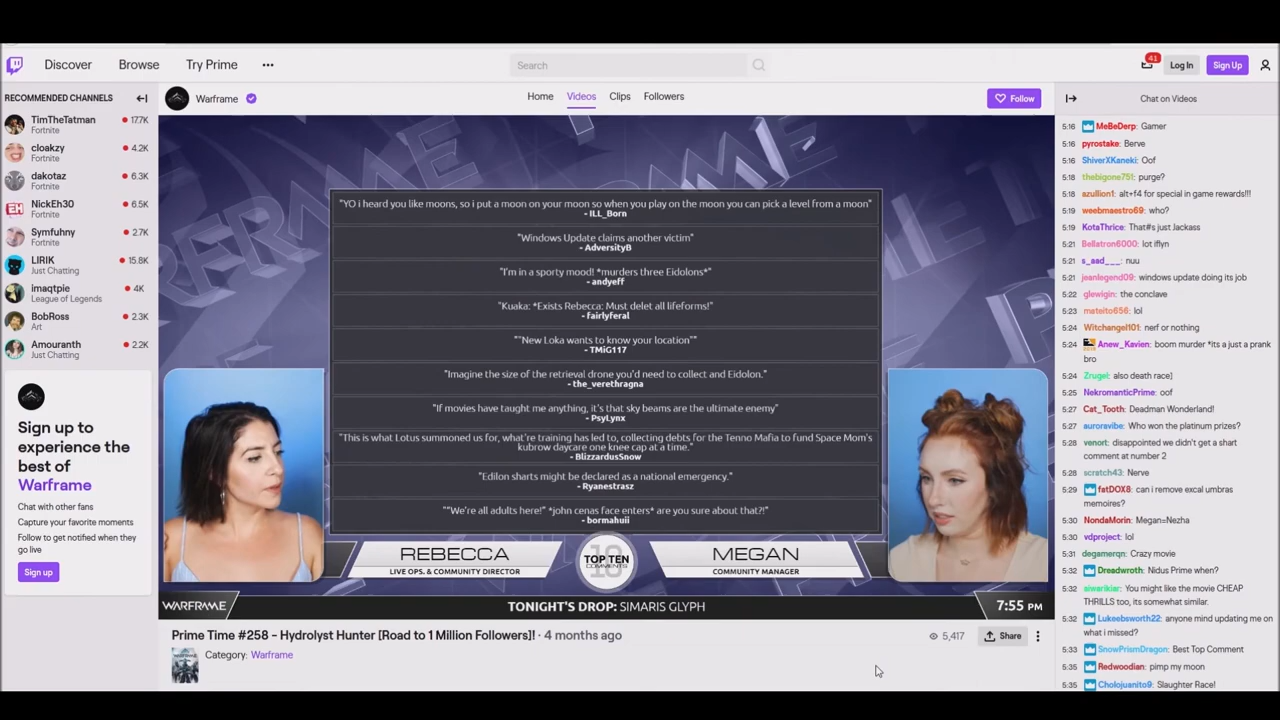 Discover
Browse
Try Prime
Search
41
Log In
Sign Up
RECOMMENDED CHANNELS
TimTheTatman
Fortnite
17.7K
cloakzy
Fortnite
4.2K
dakotaz
Fortnite
6.3K
NickEh30
Fortnite
6.5K
Symfuhny
Fortnite
2.7K
LIRIK
Just Chatting
15.8K
imaqtpie
League of Legends
4K
BobRoss
Art
2.3K
Amouranth
Just Chatting
2.2K
Sign up to
experience the
best of
Warframe
Chat with other fans
Capture your favorite moments
Follow to get notified when they
go live
Sign up
Warframe
Home
Videos
Clips
Followers
Follow
"YO i heard you like moons, so i put a moon on your moon so when you play on the moon you can pick a level from a moon"
- ILL_Born
"Windows Update claims another victim"
- AdversityB
"I'm in a sporty mood! *murders three Eidolons*"
- andyeff
"Kuaka: *Exists Rebecca: Must delet all lifeforms!"
- fairlyferal
""New Loka wants to know your location""
- TMiG117
"Imagine the size of the retrieval drone you'd need to collect and Eidolon."
- the_verethragna
"If movies have taught me anything, it's that sky beams are the ultimate enemy"
- PsyLynx
"This is what Lotus summoned us for, what're training has led to, collecting debts for the Tenno Mafia to fund Space Mom's
kubrow daycare one knee cap at a time."
- BlizzardusSnow
"Edilon sharts might be declared as a national emergency."
- Ryanestrasz
""We're all adults here!" *john cenas face enters* are you sure about that?!"
- bormahuii
REBECCA
LIVE OPS. & COMMUNITY DIRECTOR
10
TOP TEN
COMMENTS
MEGAN
COMMUNITY MANAGER
WARFRAME
TONIGHT'S DROP: SIMARIS GLYPH
7:55 PM
Prime Time #258 - Hydrolyst Hunter [Road to 1 Million Followers]! · 4 months ago
5,417
Share
Category: Warframe
Chat on Videos
5:16 MeBeDerp: Gamer
5:16 pyrostake: Berve
5:16 ShiverXKaneki: Oof
5:18 thebigone751: purge?
5:18 azullion1: alt+f4 for special in game rewards!!!
5:19 weebmaestro69: who?
5:19 KotaThrice: That#s just Jackass
5:21 Bellatron6000: lot iflyn
5:21 s_aad___: nuu
5:21 jeanlegend09: windows update doing its job
5:22 glewigin: the conclave
5:23 mateito656: lol
5:24 Witchangel101: nerf or nothing
5:24 Anew_Kavien: boom murder *its a just a prank
bro
5:24 Zrugel: also death race]
5:25 NekromanticPrime: oof
5:27 Cat_Tooth: Deadman Wonderland!
5:27 auroravibe: Who won the platinum prizes?
5:28 venort: disappointed we didn't get a shart
comment at number 2
5:28 scratch43: Nerve
5:29 fatDOX8: can i remove excal umbras
memoires?
5:30 NondaMorin: Megan=Nezha
5:30 vdproject: lol
5:31 degamerqn: Crazy movie
5:32 Dreadwroth: Nidus Prime when?
5:32 aiwarikiar: You might like the movie CHEAP
THRILLS too, its somewhat similar.
5:32 Lukeebsworth22: anyone mind updating me on
what i missed?
5:33 SnowPrismDragon: Best Top Comment
5:35 Redwoodian: pimp my moon
5:35 Cholojuanito9: Slaughter Race!